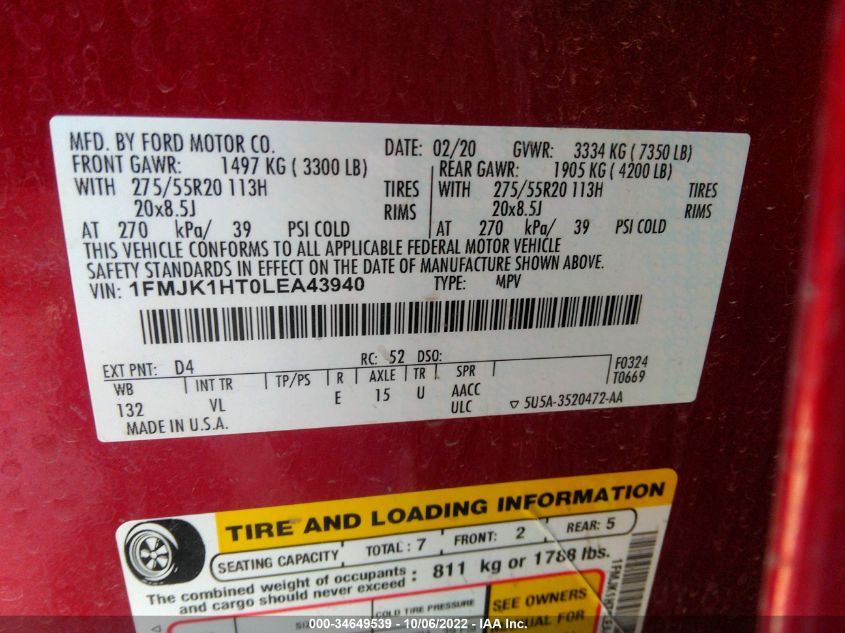 MFD. BY FORD MOTOR CO. DATE: 02/20 GVWR: 3334 KG ( 7350 LB)
FRONT GAWR: 1497 KG ( 3300 LB) REAR GAWR: 1905 KG ( 4200 LB)
WITH 275/55R20 113H TIRES WITH 275/55R20 113H TIRES
20x8.5J RIMS 20x8.5J RIMS
AT 270 kPa/ 39 PSI COLD AT 270 kPa/ 39 PSI COLD
THIS VEHICLE CONFORMS TO ALL APPLICABLE FEDERAL MOTOR VEHICLE
SAFETY STANDARDS IN EFFECT ON THE DATE OF MANUFACTURE SHOWN ABOVE.
VIN: 1FMJK1HT0LEA43940 TYPE: MPV
EXT PNT: D4 RC: 52 DSO:
WB INT TR TP/PS R AXLE TR SPR F0324
T0669
132 VL E 15 U AACC
ULC ▽ 5U5A-3520472-AA
MADE IN U.S.A.
TIRE AND LOADING INFORMATION
SEATING CAPACITY TOTAL : 7 FRONT: 2 REAR: 5
The combined weight of occupants and cargo should never exceed : 811 kg or 1788 lbs.
COLD TIRE PRESSURE
SEE OWNERS
MANUAL FOR
000-34649539 - 10/06/2022 - IAA Inc.